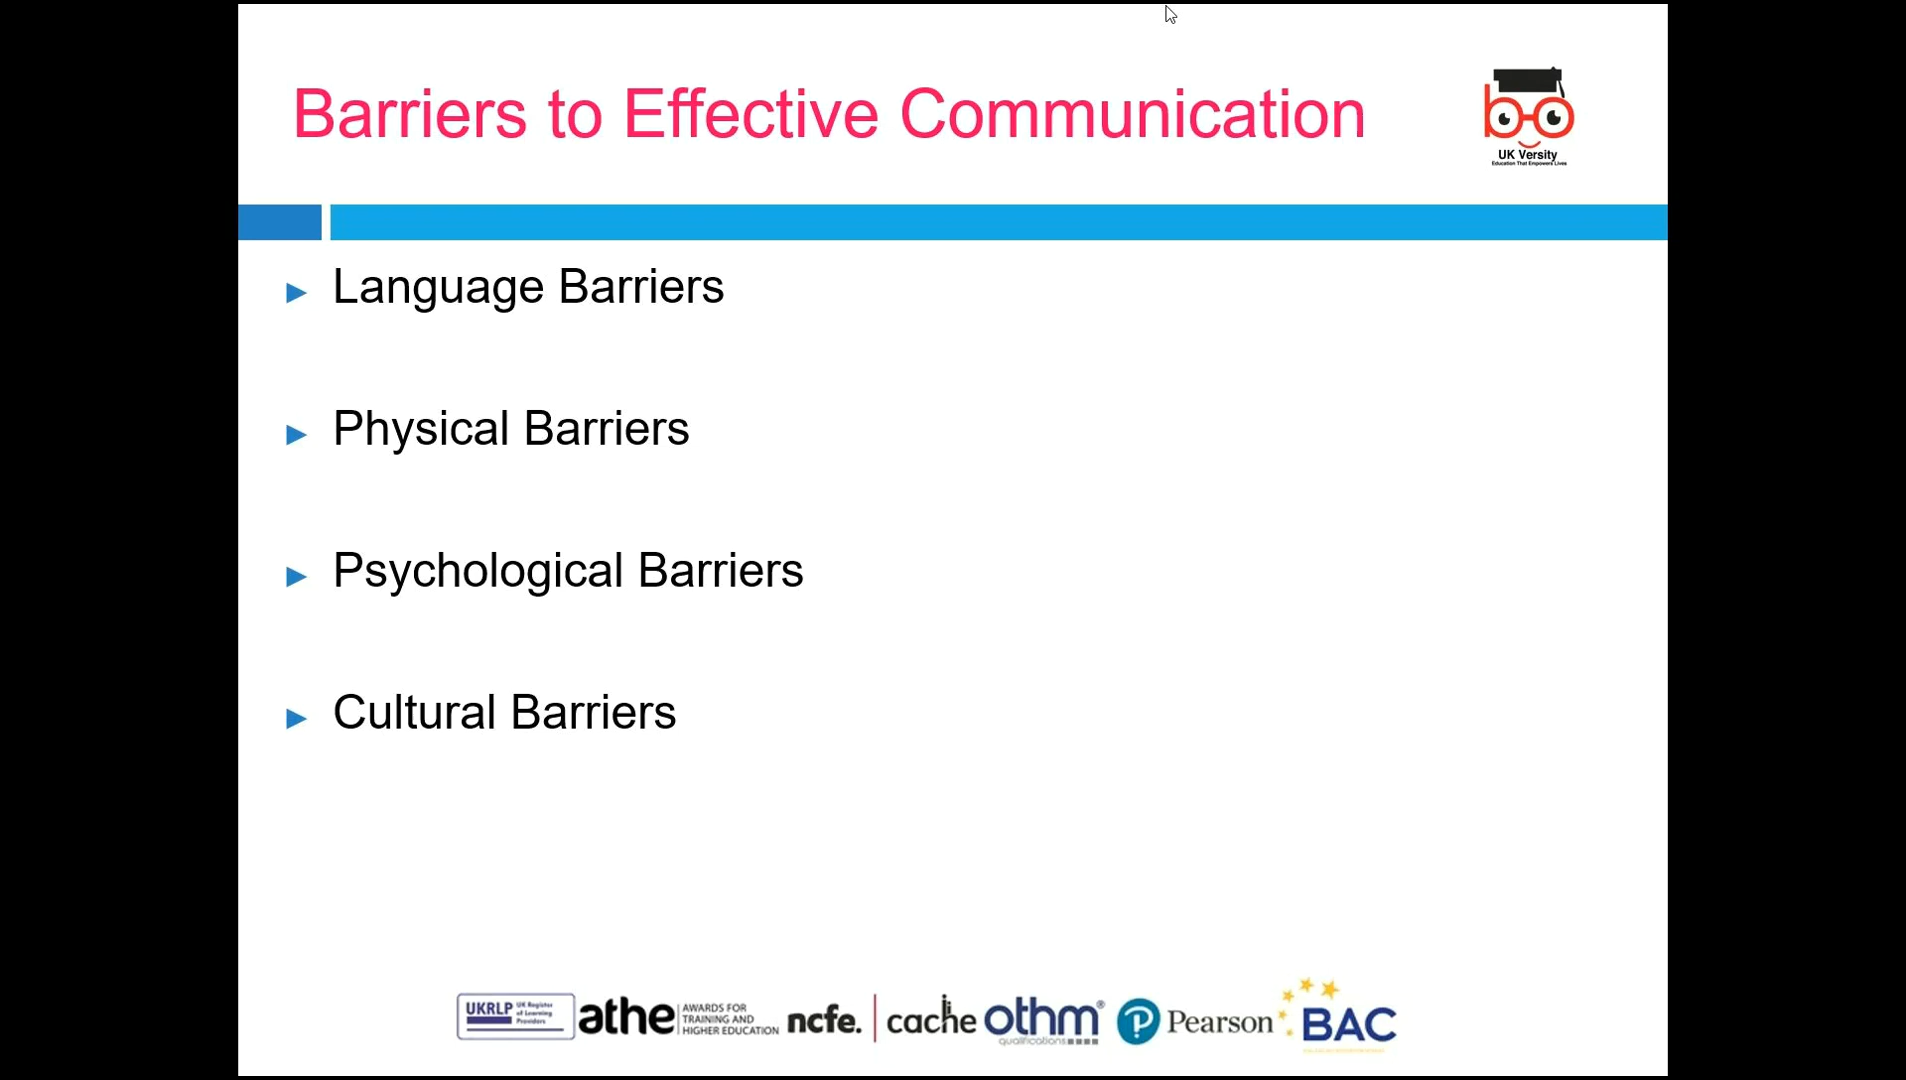 Barriers to Effective Communication
UK Versity
Education That Empowers Lives
► Language Barriers
► Physical Barriers
► Psychological Barriers
► Cultural Barriers
UKRLP UK Register of Learning Providers
athe AWARDS FOR TRAINING AND HIGHER EDUCATION
ncfe.
cache
othm® qualifications
P Pearson
BAC